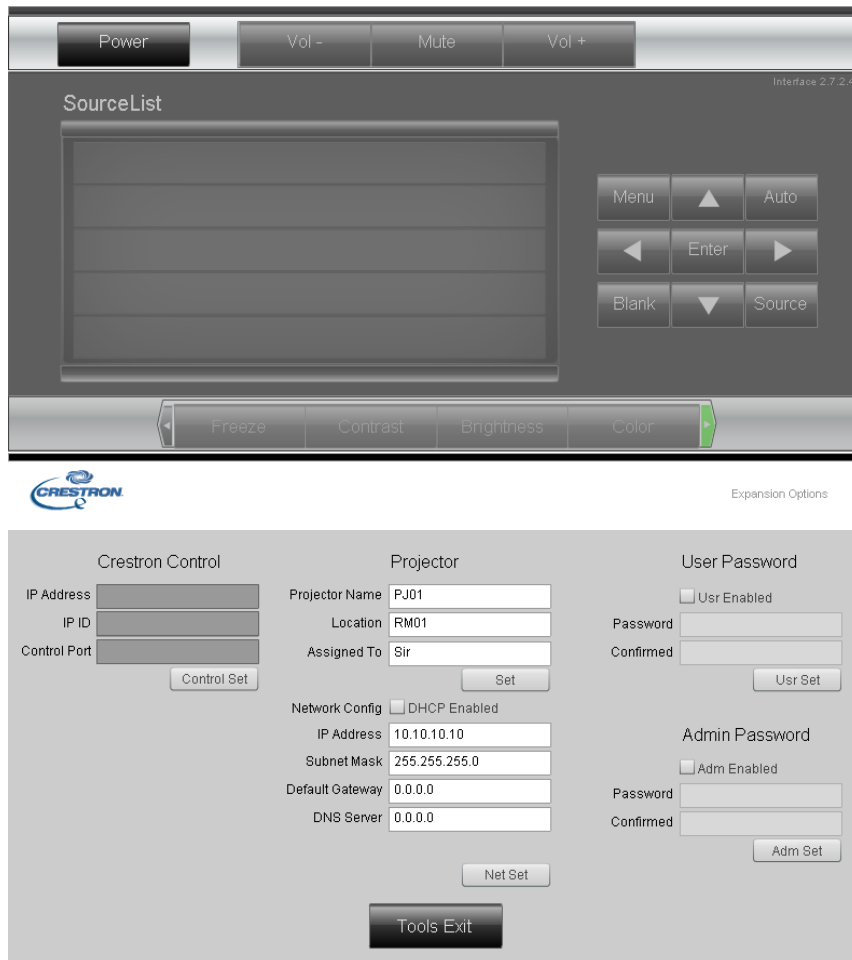 Power
Vol -
Mute
Vol +
Interface 2.7.2.4
SourceList
Menu
Auto
Enter
Blank
Source
Freeze
Contrast
Brightness
Color
CRESTRON
Expansion Options
Crestron Control
IP Address
IP ID
Control Port
Control Set
Projector
Projector Name PJ01
Location RM01
Assigned To Sir
Set
Network Config DHCP Enabled
IP Address 10.10.10.10
Subnet Mask 255.255.255.0
Default Gateway 0.0.0.0
DNS Server 0.0.0.0
Net Set
User Password
Usr Enabled
Password
Confirmed
Usr Set
Admin Password
Adm Enabled
Password
Confirmed
Adm Set
Tools Exit